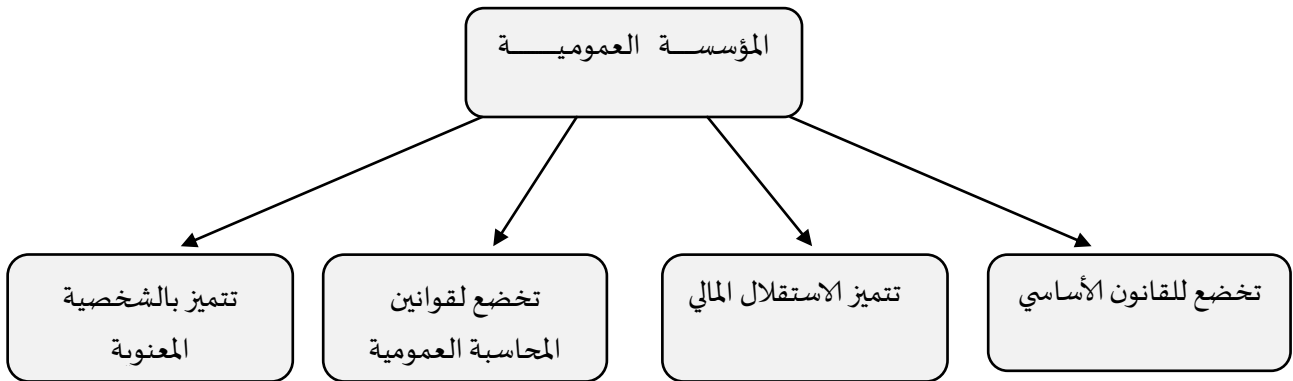 المؤسسة العمومية
تخضع للقانون الأساسي
تتميز الاستقلال المالي
تخضع لقوانين
المحاسبة العمومية
تتميز بالشخصية
المعنوية